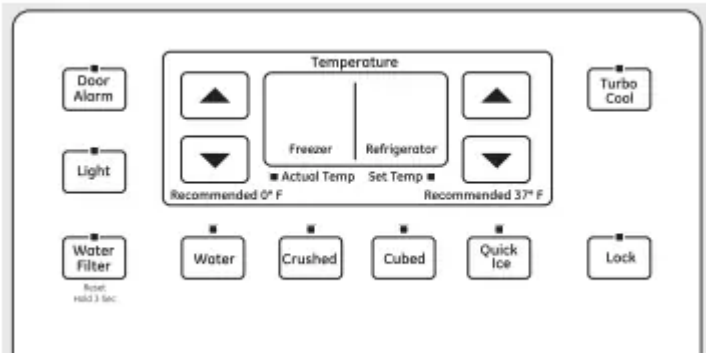 Temperature
Door
Alarm
Turbo
Cool
Freezer
Refrigerator
Light
Actual Temp
Set Temp
Recommended 0° F
Recommended 37° F
Water
Filter
Water
Crushed
Cubed
Quick
Ice
Lock
Reset
Hold 3 Sec